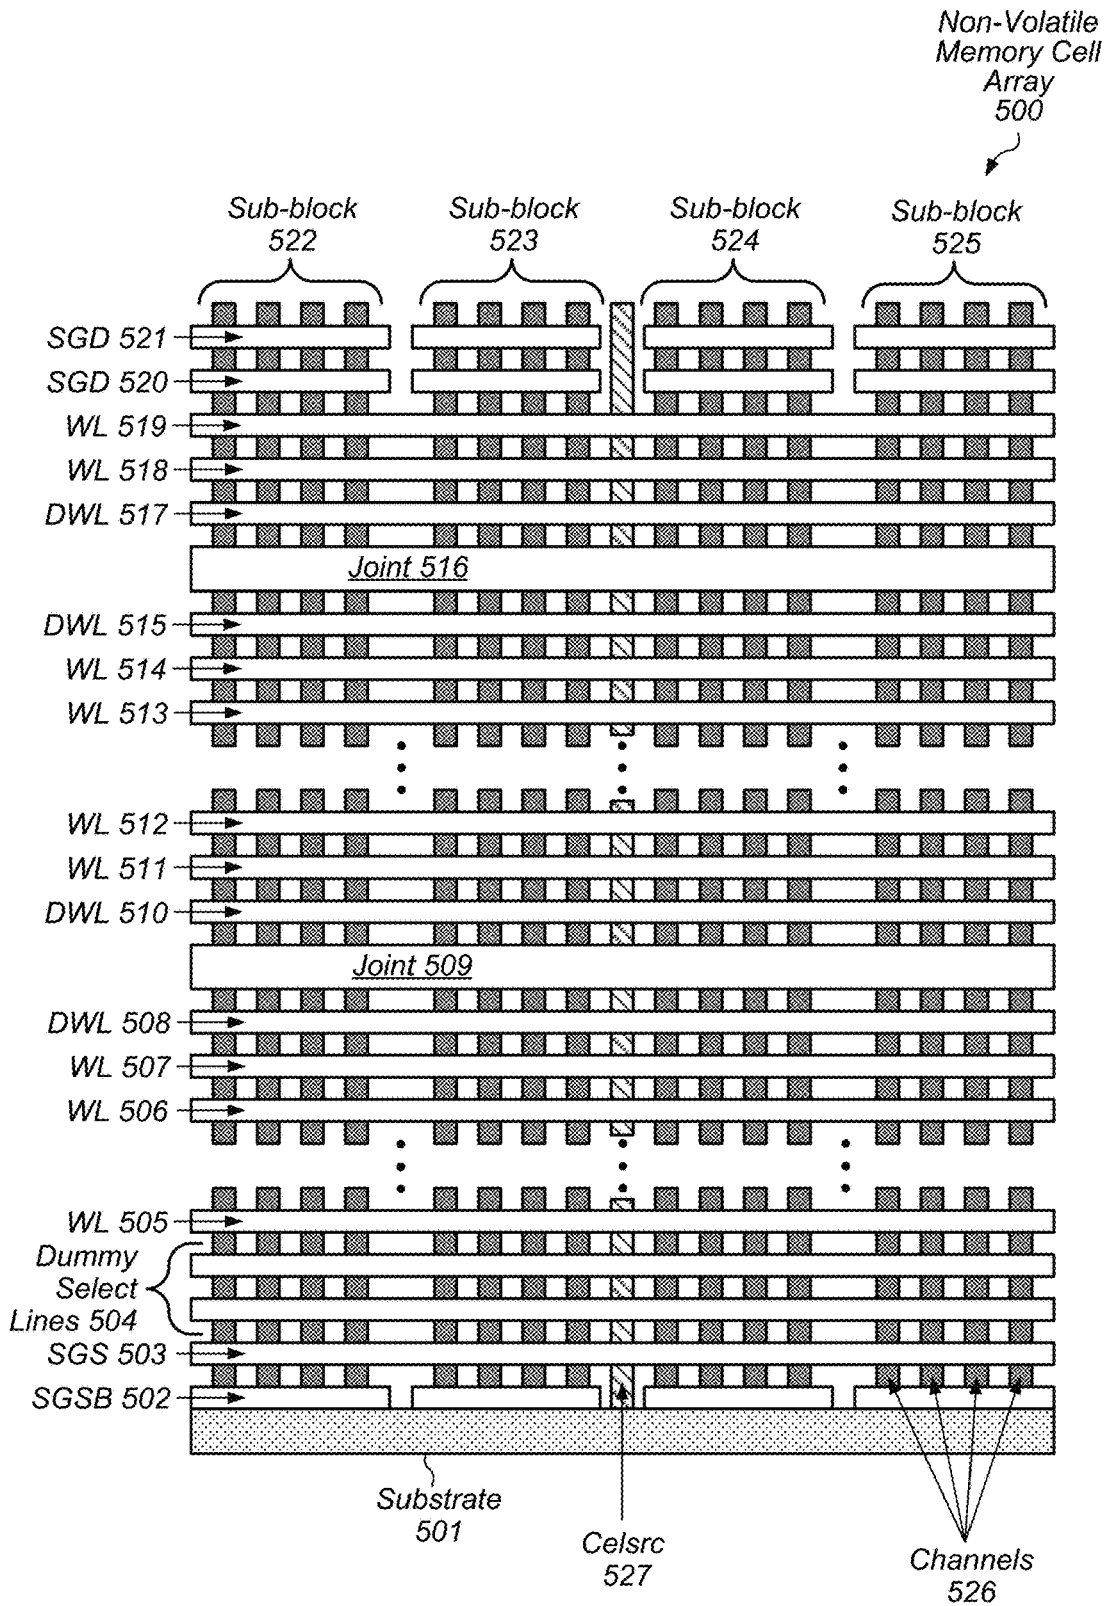 Non-Volatile
Memory Cell
Array
500
Sub-block
522
Sub-block
523
Sub-block
524
Sub-block
525
SGD 521
SGD 520
WL 519
WL 518
DWL 517
Joint 516
DWL 515
WL 514
WL 513
WL 512
WL 511
DWL 510
Joint 509
DWL 508
WL 507
WL 506
WL 505
Dummy
Select
Lines 504
SGS 503
SGSB 502
Substrate
501
Celsrc
527
Channels
526